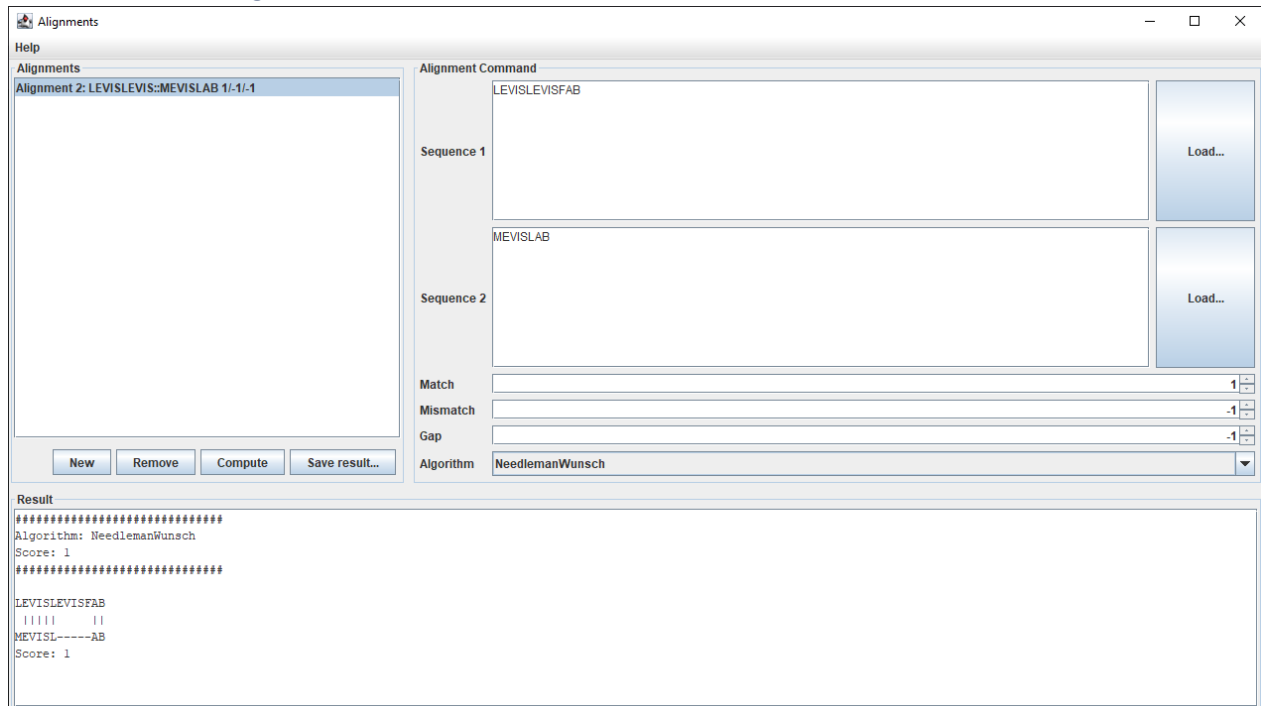 Alignments
Help
Alignments
Alignment 2: LEVISLEVIS::MEVISLAB 1/-1/-1
New Remove Compute Save result...
Alignment Command
Sequence 1 LEVISLEVISFAB Load...
Sequence 2 MEVISLAB Load...
Match 1
Mismatch -1
Gap -1
Algorithm NeedlemanWunsch
Result
##############################
Algorithm: NeedlemanWunsch
Score: 1
##############################
LEVISLEVISFAB
 |||||     ||
MEVISL-----AB
Score: 1